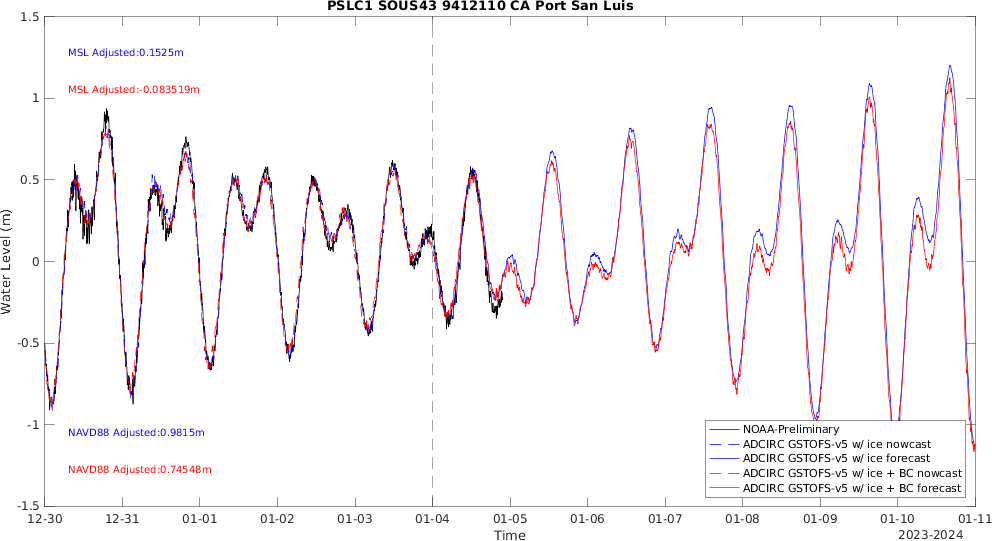 PSLC1 SOUS43 9412110 CA Port San Luis
1.5
MSL Adjusted:0.1525m
MSL Adjusted:-0.083519m
1
0.5
Water Level (m)
0
-0.5
-1
NAVD88 Adjusted:0.9815m
NAVD88 Adjusted:0.74548m
-1.5
NOAA-Preliminary
ADCIRC GSTOFS-v5 w/ ice nowcast
ADCIRC GSTOFS-v5 w/ ice forecast
ADCIRC GSTOFS-v5 w/ ice + BC nowcast
ADCIRC GSTOFS-v5 w/ ice + BC forecast
12-30 12-31 01-01 01-02 01-03 01-04 01-05 01-06 01-07 01-08 01-09 01-10 01-11
Time
2023-2024